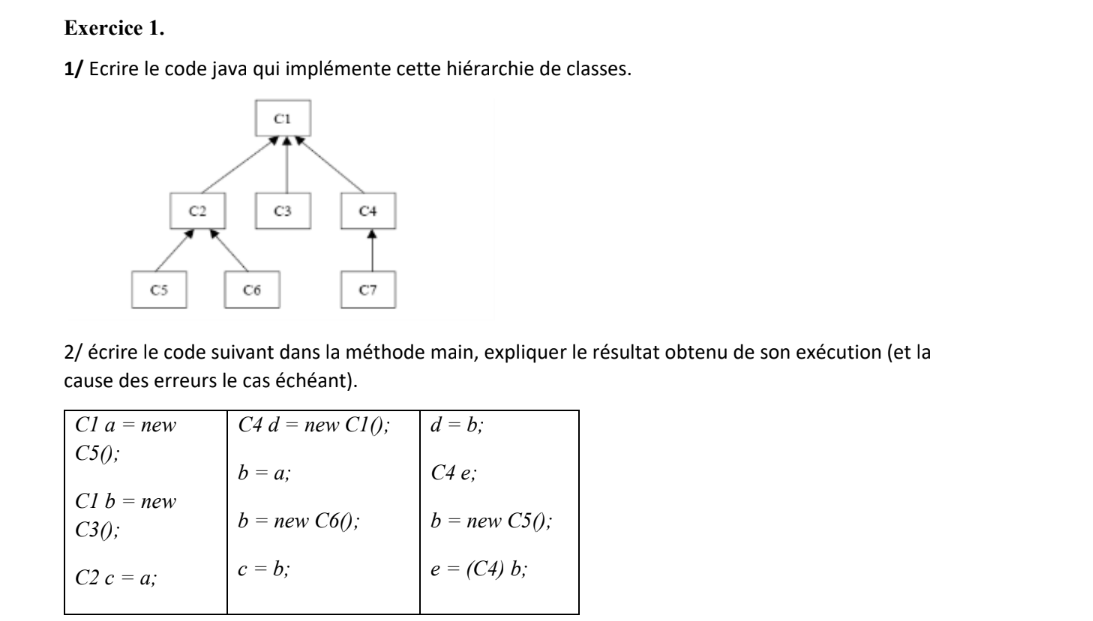 Exercice 1.
1/ Ecrire le code java qui implémente cette hiérarchie de classes.
C1
C2 C3 C4
C5 C6 C7
2/ écrire le code suivant dans la méthode main, expliquer le résultat obtenu de son exécution (et la
cause des erreurs le cas échéant).
C1 a = new
C5();
C1 b = new
C3();
C2 c = a;
C4 d = new C1();
b = a;
b = new C6();
c = b;
d = b;
C4 e;
b = new C5();
e = (C4) b;